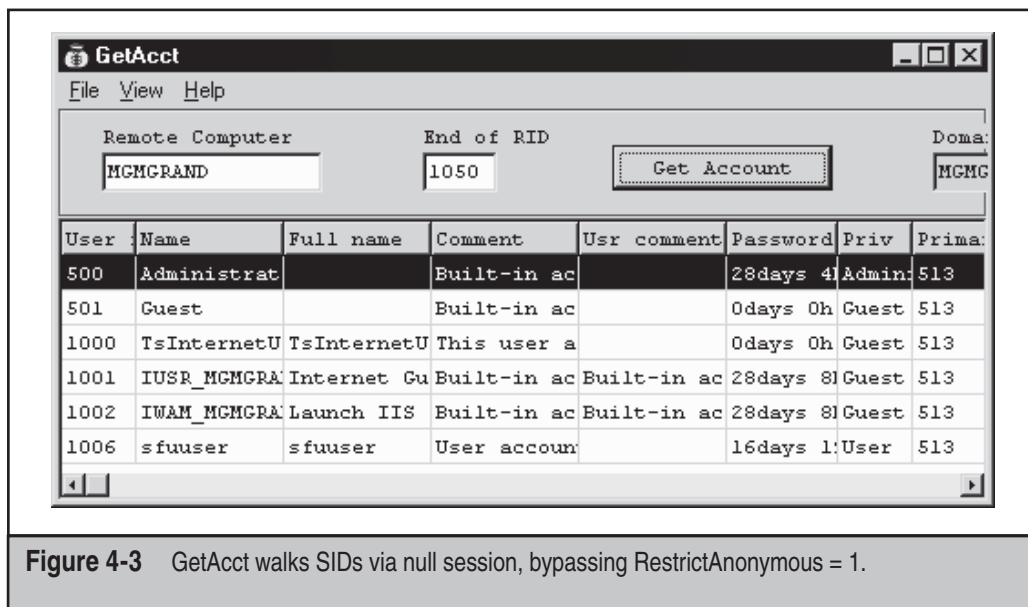 GetAcct
File View Help
Remote Computer End of RID Domai
MGMGRAND 1050 Get Account MGMG
User Name Full name Comment Usr comment Password Priv Prima
500 Administrat Built-in ac 28days 4 Admin 513
501 Guest Built-in ac 0days 0h Guest 513
1000 TsInternetU TsInternetU This user a 0days 0h Guest 513
1001 IUSR_MGMGRA Internet Gu Built-in ac Built-in ac 28days 8 Guest 513
1002 IWAM_MGMGRA Launch IIS Built-in ac Built-in ac 28days 8 Guest 513
1006 sfuuser sfuuser User accoun 16days 1 User 513
Figure 4-3 GetAcct walks SIDs via null session, bypassing RestrictAnonymous = 1.